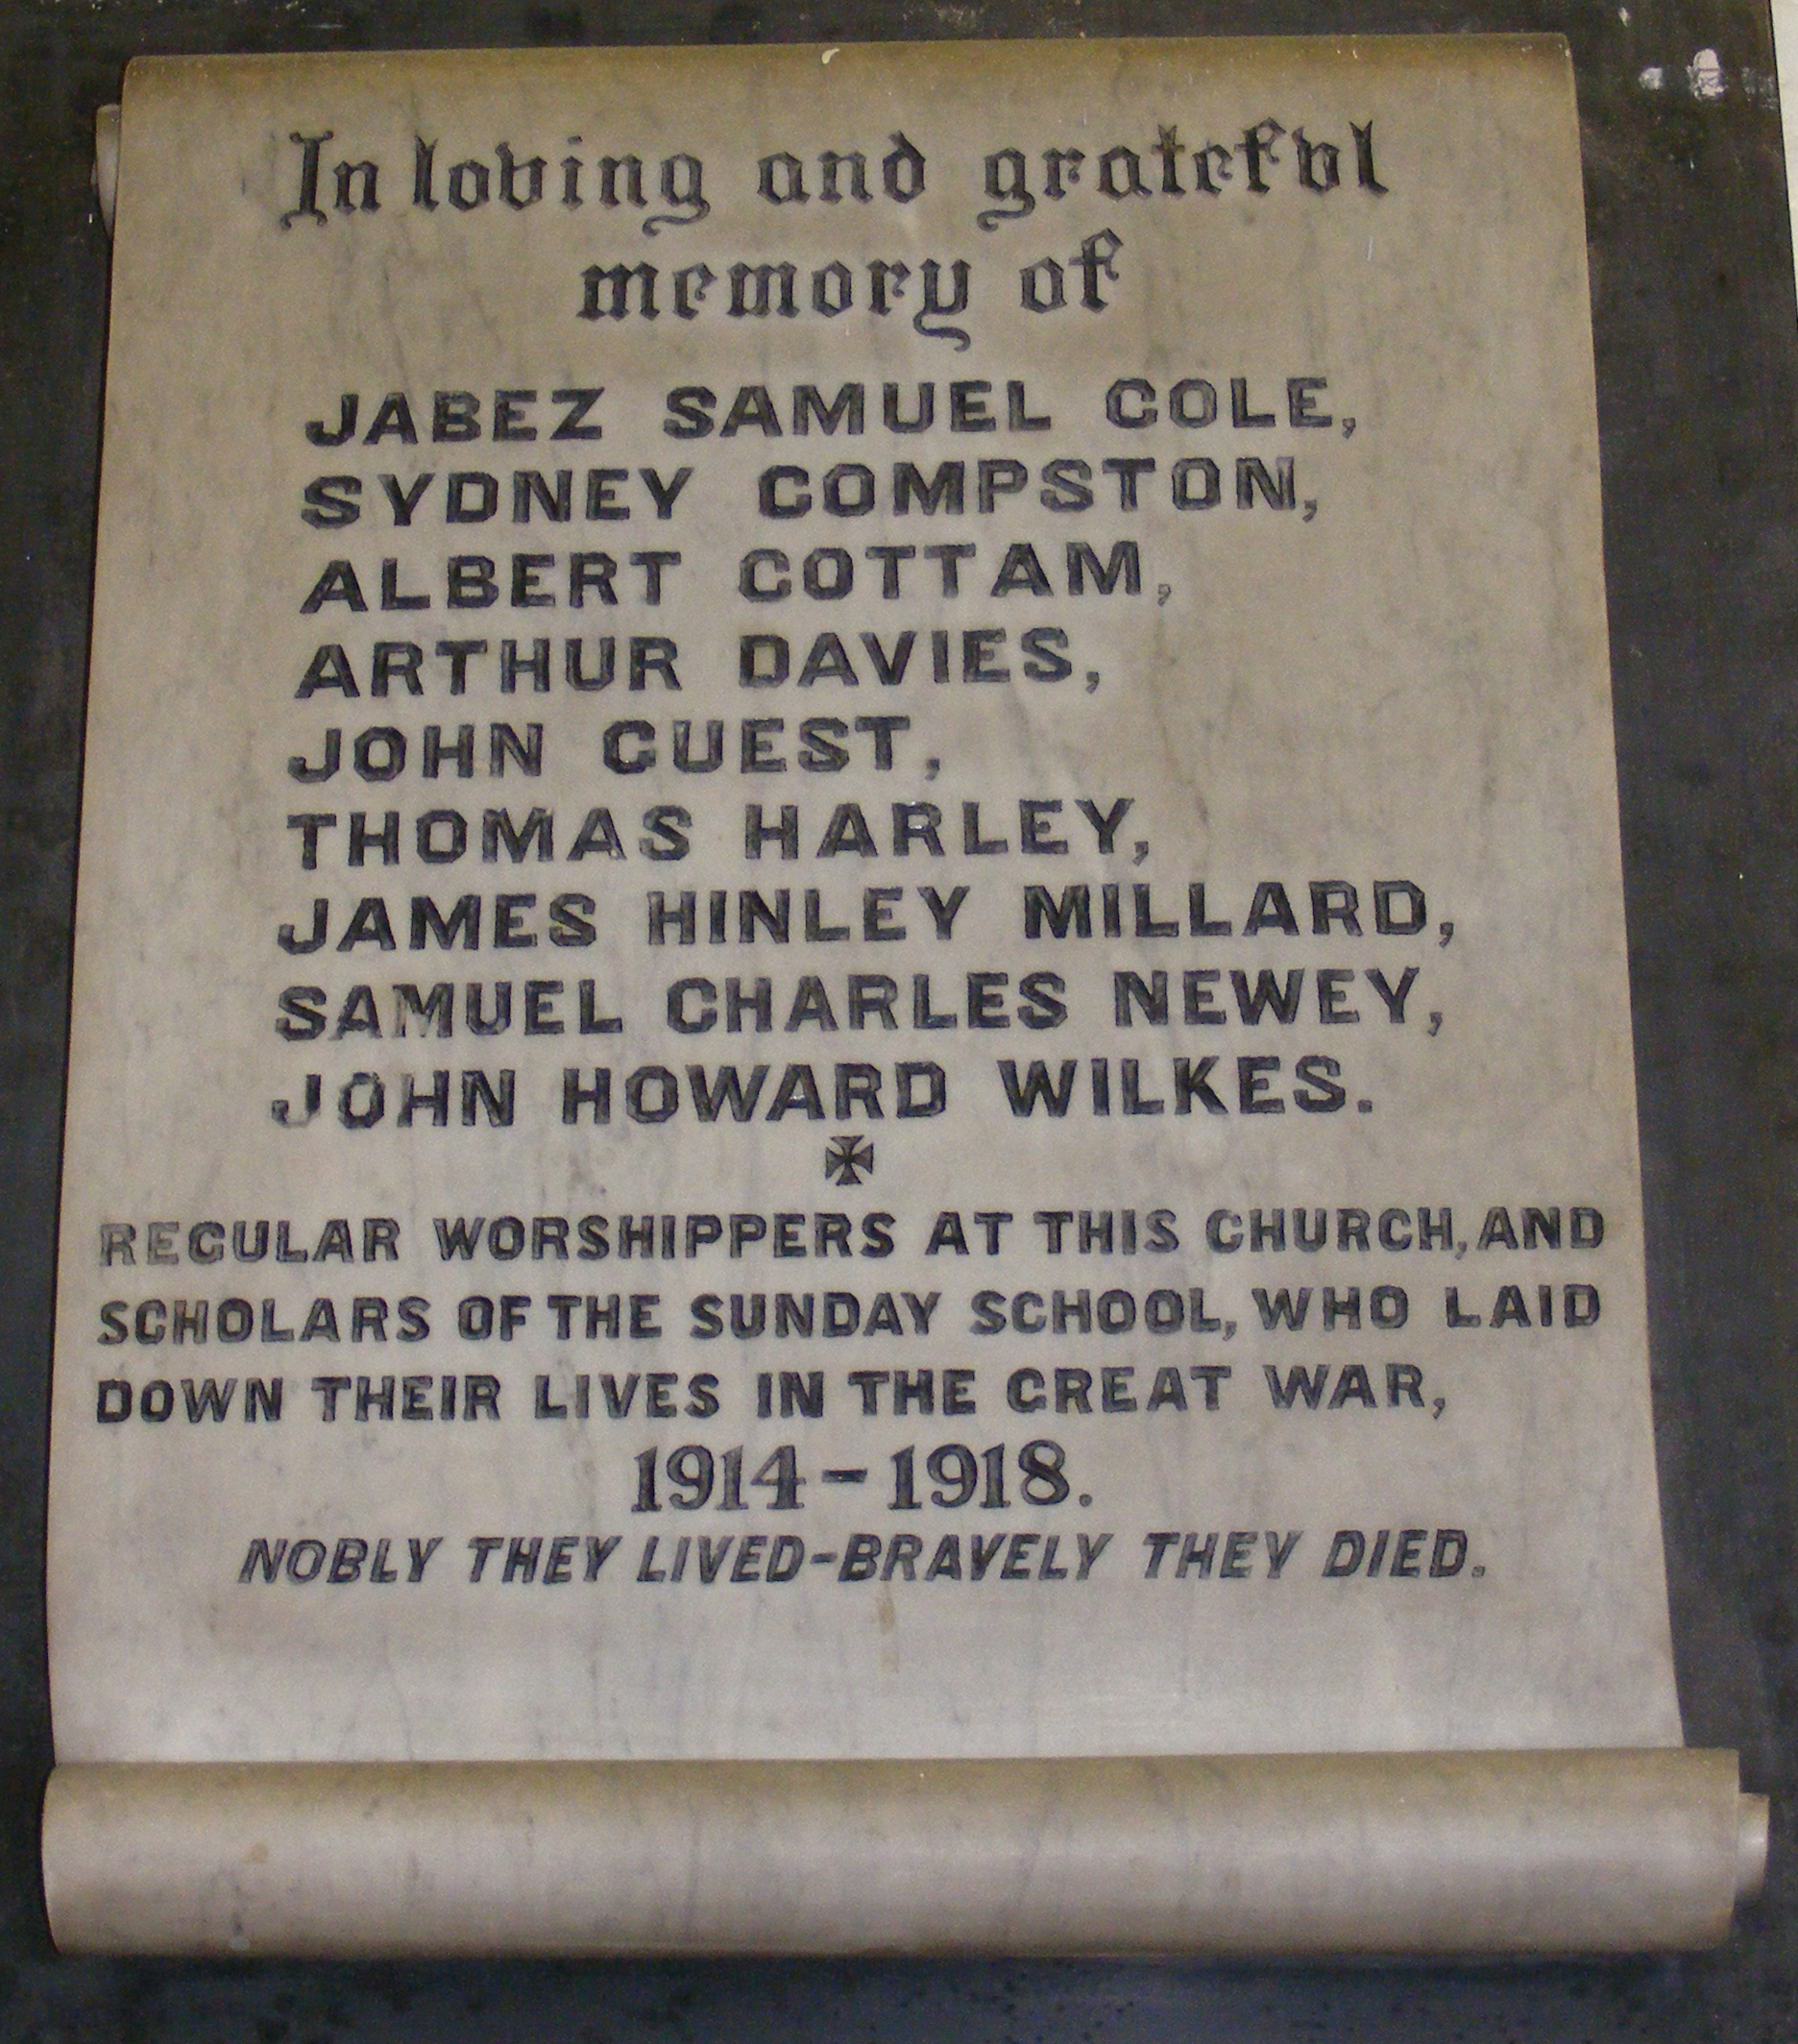 In loving and grateful
memory of
JABEZ SAMUEL COLE,
SYDNEY COMPSTON,
ALBERT COTTAM,
ARTHUR DAVIES,
JOHN GUEST,
THOMAS HARLEY,
JAMES HINLEY MILLARD,
SAMUEL CHARLES NEWEY,
JOHN HOWARD WILKES.
✠
REGULAR WORSHIPPERS AT THIS CHURCH, AND
SCHOLARS OF THE SUNDAY SCHOOL, WHO LAID
DOWN THEIR LIVES IN THE GREAT WAR,
1914-1918.
NOBLY THEY LIVED-BRAVELY THEY DIED.